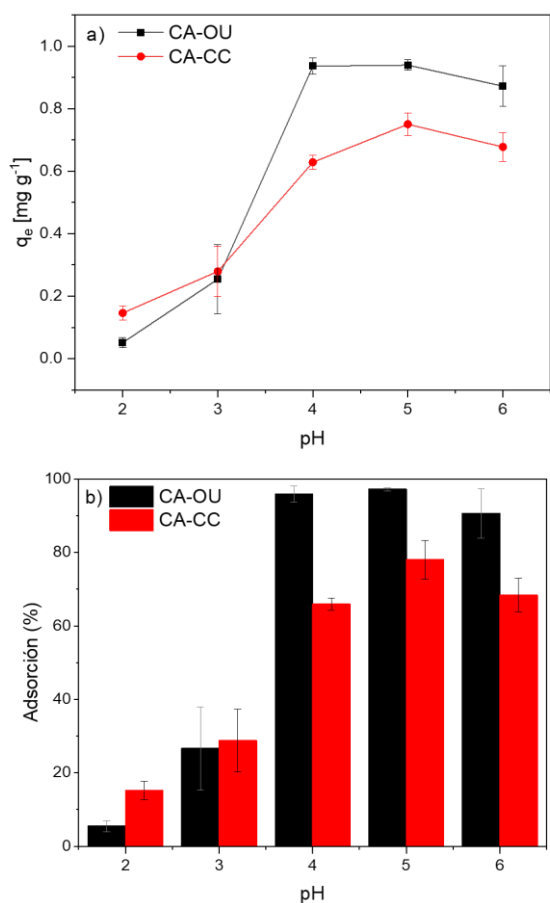 a)
CA-OU
CA-CC
1.0
0.8
0.6
0.4
0.2
0.0
qₑ [mg g⁻¹]
2 3 4 5 6
pH
b)
CA-OU
CA-CC
100
80
60
40
20
0
Adsorción (%)
2 3 4 5 6
pH